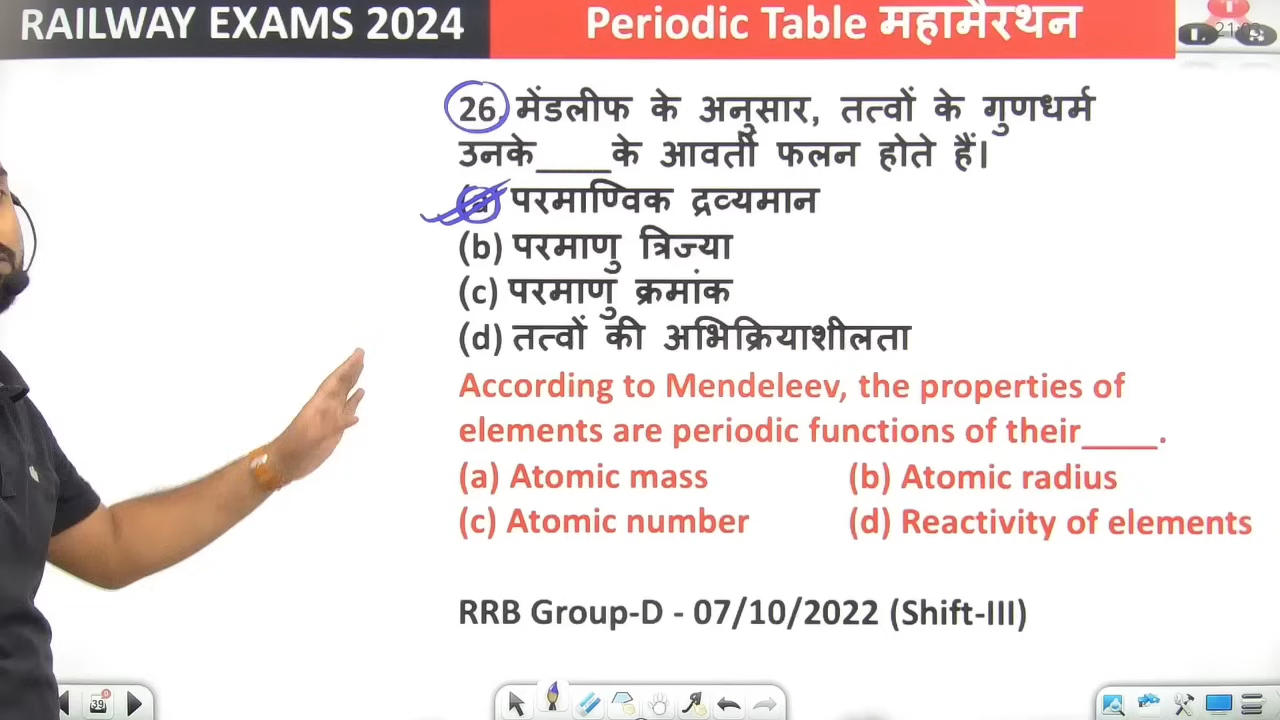 RAILWAY EXAMS 2024
Periodic Table महामैरथन
26. मेंडलीफ के अनुसार, तत्वों के गुणधर्म
उनके____के आवर्ती फलन होते हैं।
(a) परमाण्विक द्रव्यमान
(b) परमाणु त्रिज्या
(c) परमाणु क्रमांक
(d) तत्वों की अभिक्रियाशीलता
According to Mendeleev, the properties of
elements are periodic functions of their____.
(a) Atomic mass (b) Atomic radius
(c) Atomic number (d) Reactivity of elements
RRB Group-D - 07/10/2022 (Shift-III)
39